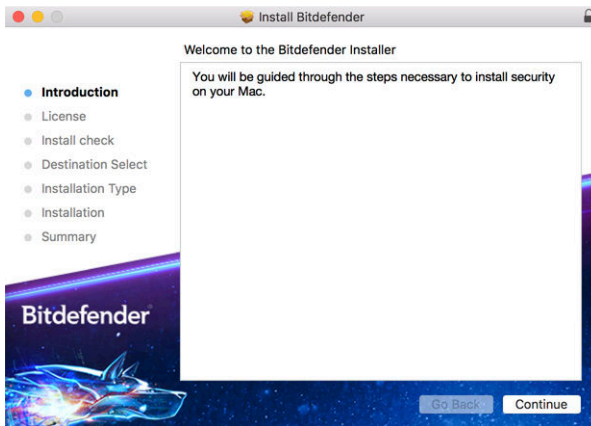 Install Bitdefender
Welcome to the Bitdefender Installer
You will be guided through the steps necessary to install security
on your Mac.
Introduction
License
Install check
Destination Select
Installation Type
Installation
Summary
Bitdefender
Go Back
Continue